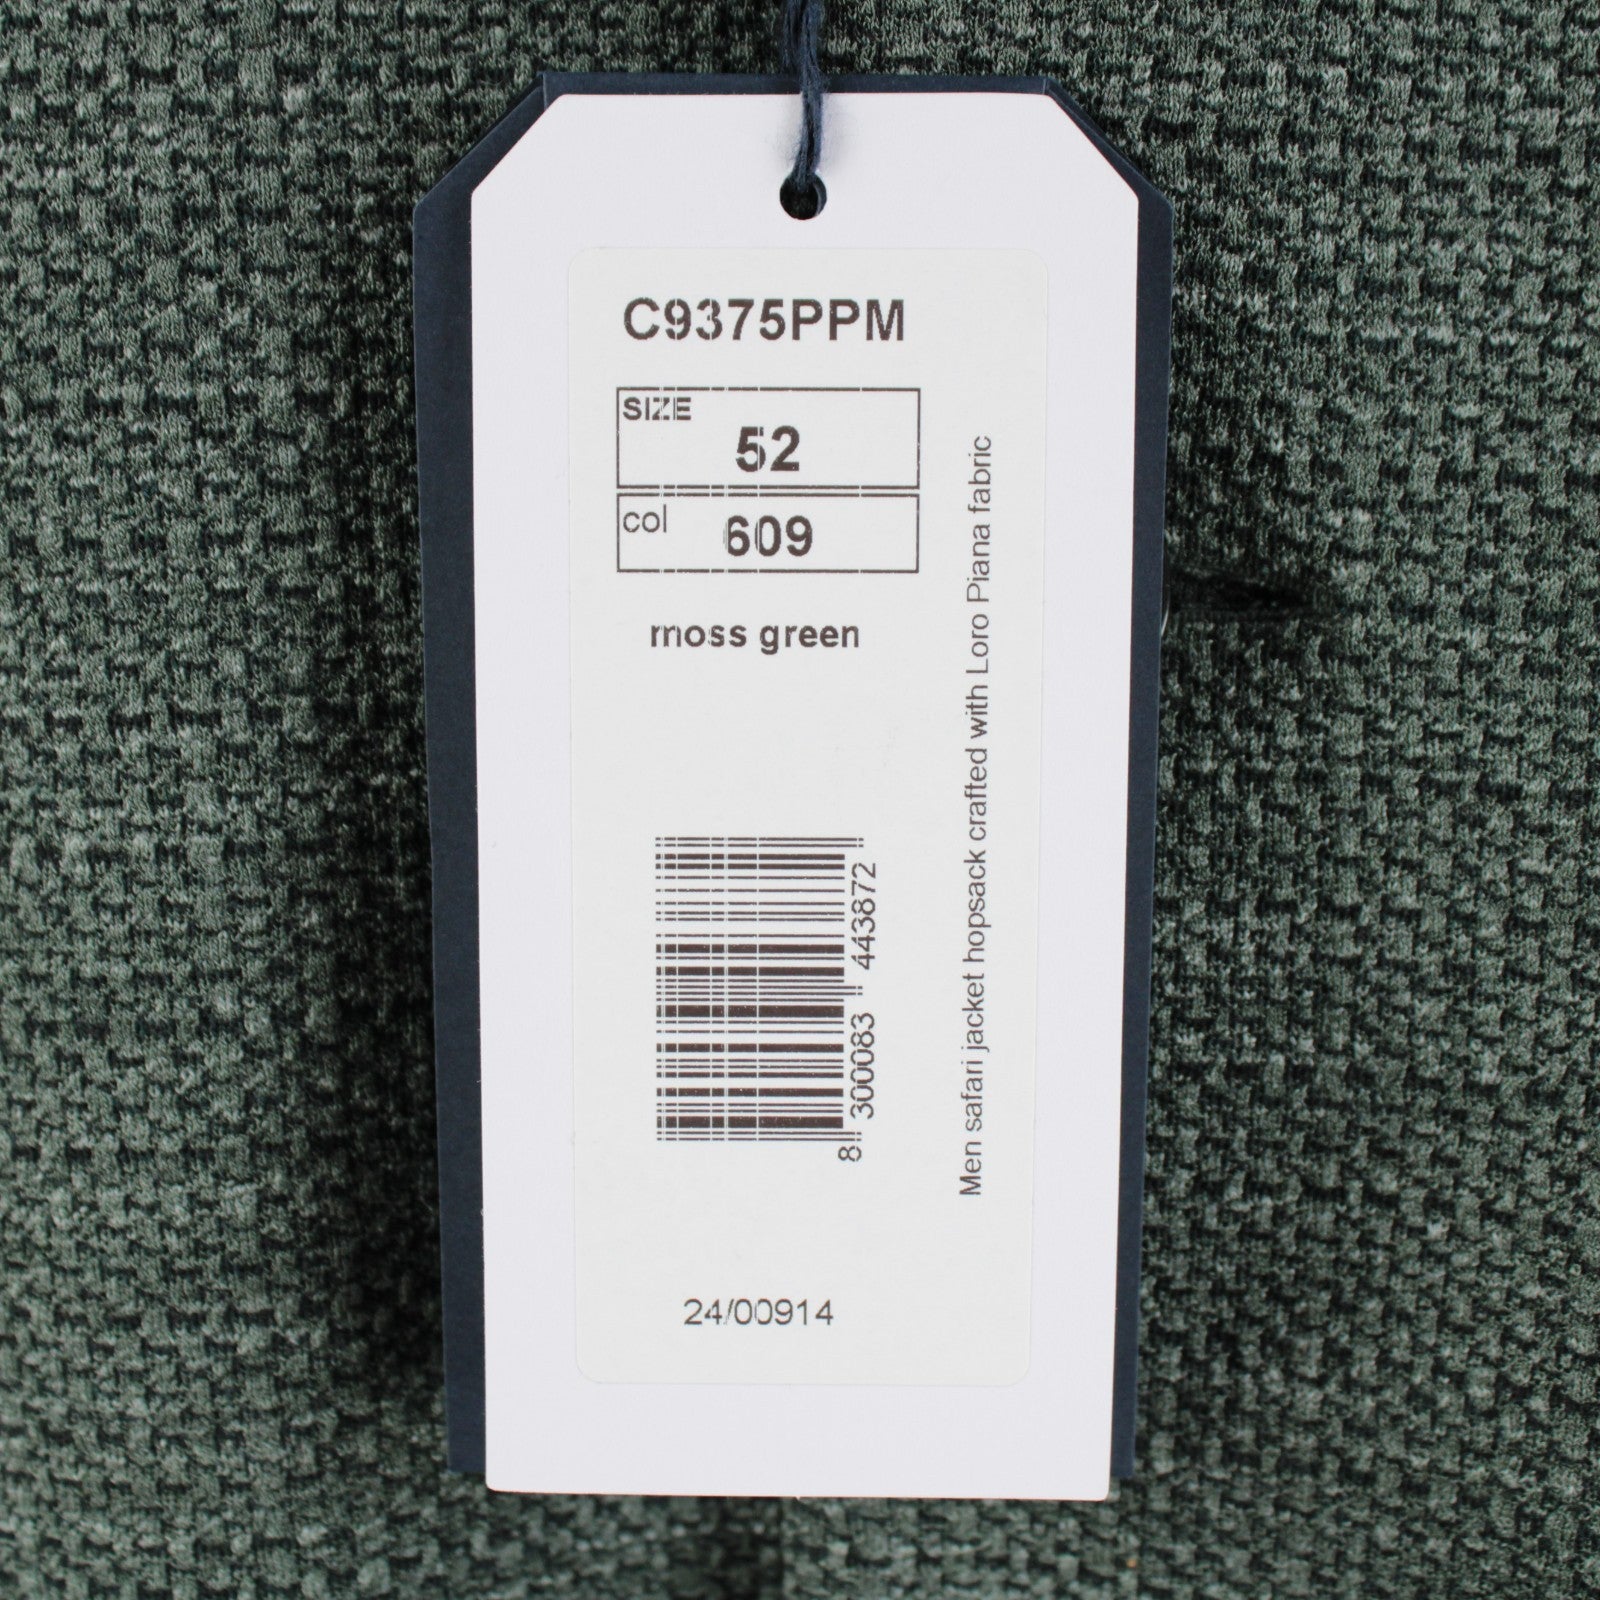 C9375PPM
SIZE
52
col
609
moss green
8 300083 443872
Men safari jacket hopsack crafted with Loro Piana fabric
24/00914